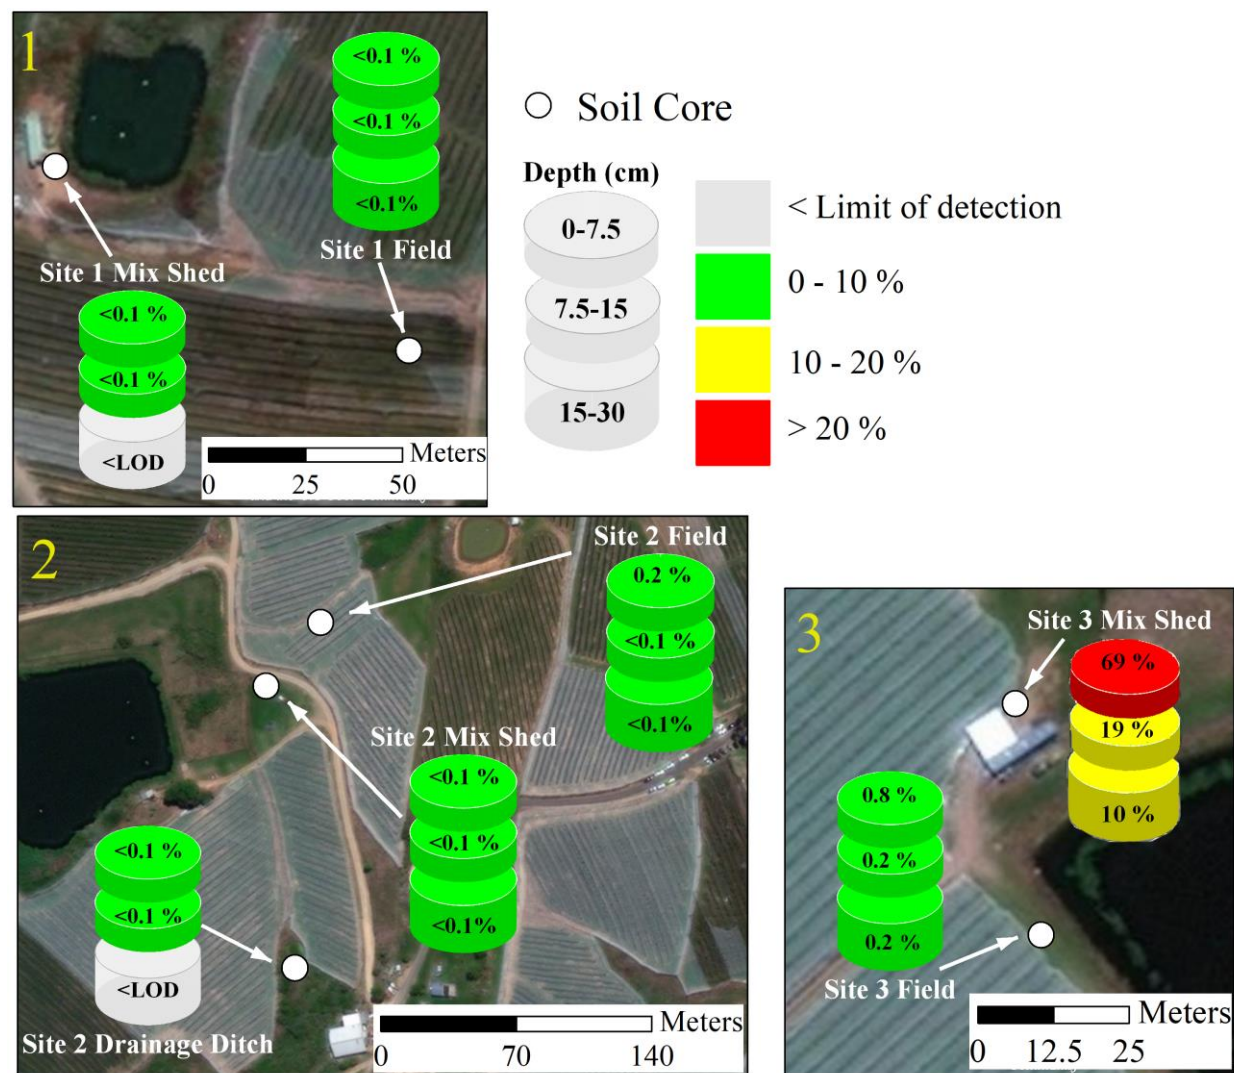 1
<0.1 %
<0.1 %
<0.1%
Site 1 Field
Site 1 Mix Shed
<0.1 %
<0.1 %
<LOD
Meters
0 25 50
Soil Core
Depth (cm)
0-7.5
7.5-15
15-30
< Limit of detection
0 - 10 %
10 - 20 %
> 20 %
2
Site 2 Field
0.2 %
<0.1 %
<0.1%
Site 2 Mix Shed
<0.1 %
<0.1 %
<0.1%
<0.1 %
<0.1 %
<LOD
Site 2 Drainage Ditch
Meters
0 70 140
3
Site 3 Mix Shed
69 %
19 %
10 %
0.8 %
0.2 %
0.2 %
Site 3 Field
Meters
0 12.5 25